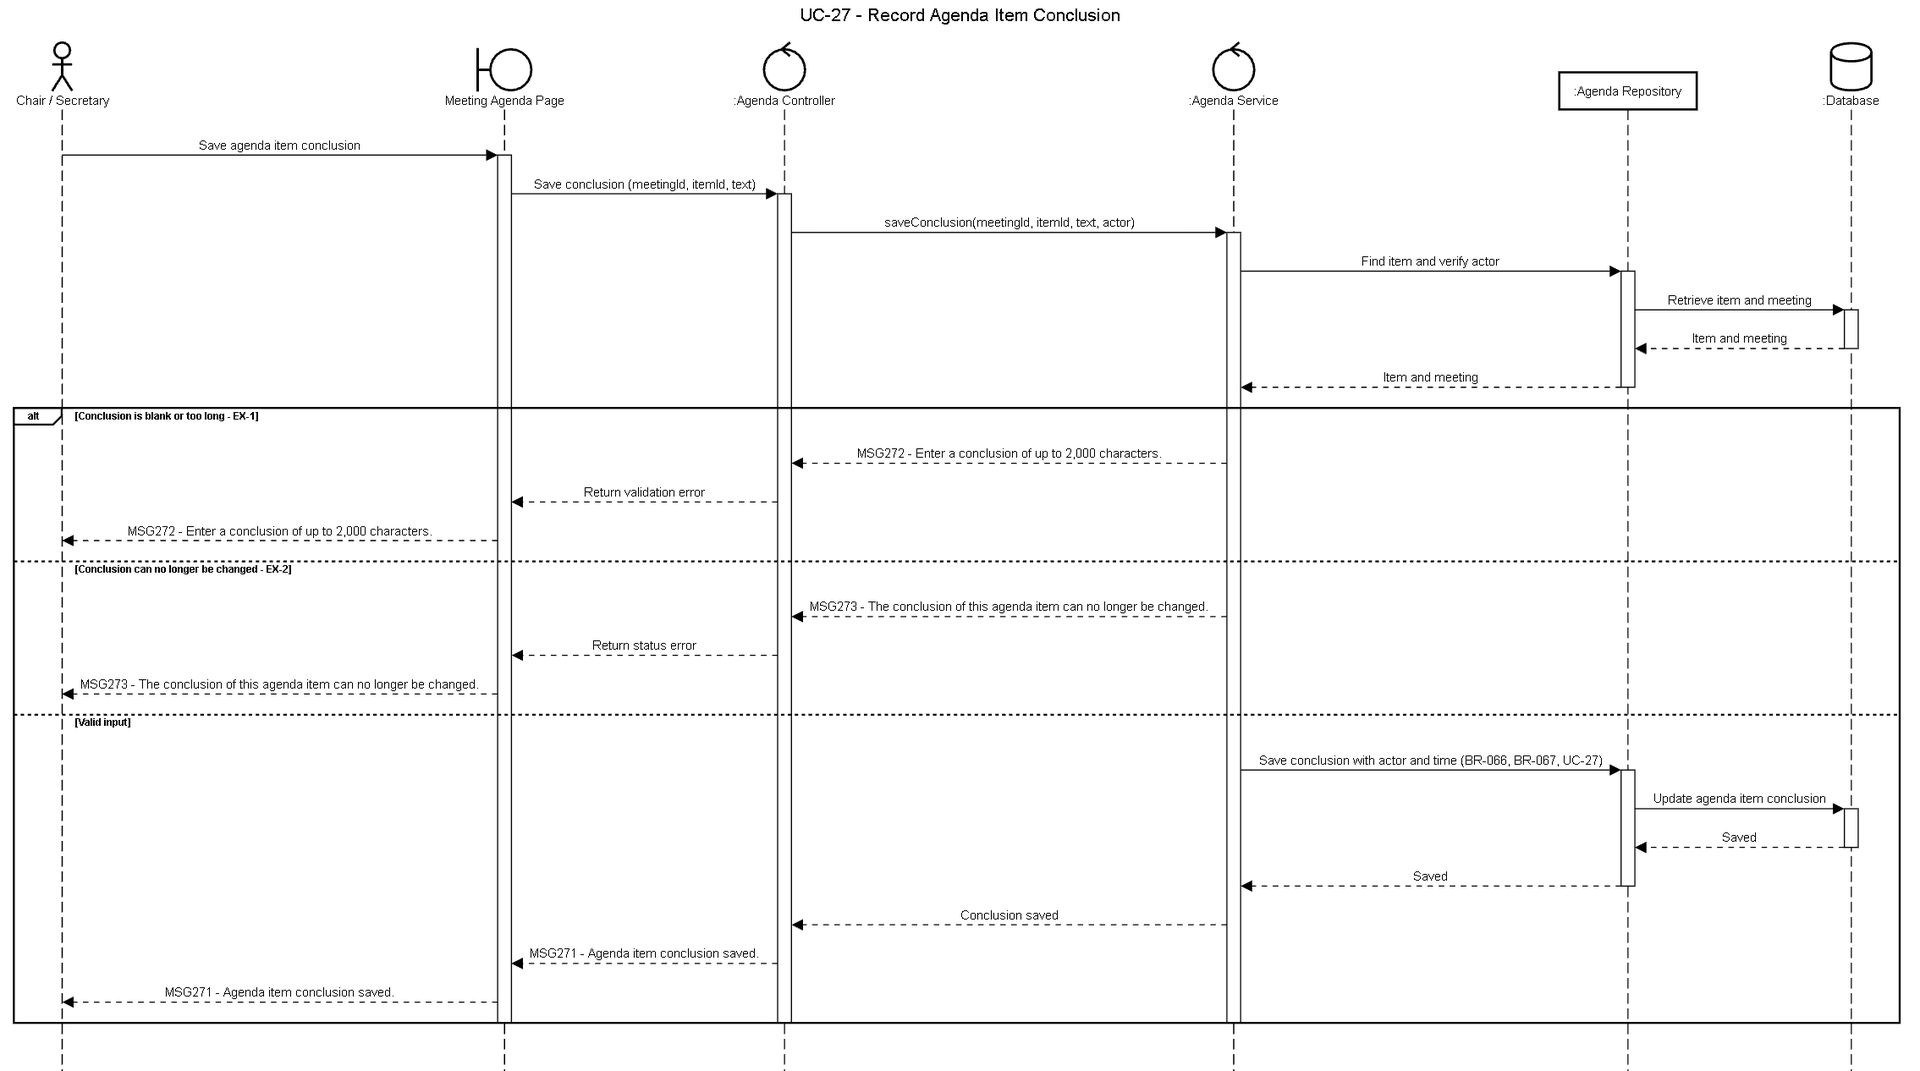 UC-27 - Record Agenda Item Conclusion
Chair / Secretary
Meeting Agenda Page
:Agenda Controller
:Agenda Service
:Agenda Repository
:Database
Save agenda item conclusion
Save conclusion (meetingId, itemId, text)
saveConclusion(meetingId, itemId, text, actor)
Find item and verify actor
Retrieve item and meeting
Item and meeting
Item and meeting
alt
[Conclusion is blank or too long - EX-1]
MSG272 - Enter a conclusion of up to 2,000 characters.
Return validation error
MSG272 - Enter a conclusion of up to 2,000 characters.
[Conclusion can no longer be changed - EX-2]
MSG273 - The conclusion of this agenda item can no longer be changed.
Return status error
MSG273 - The conclusion of this agenda item can no longer be changed.
[Valid input]
Save conclusion with actor and time (BR-066, BR-067, UC-27)
Update agenda item conclusion
Saved
Saved
Conclusion saved
MSG271 - Agenda item conclusion saved.
MSG271 - Agenda item conclusion saved.